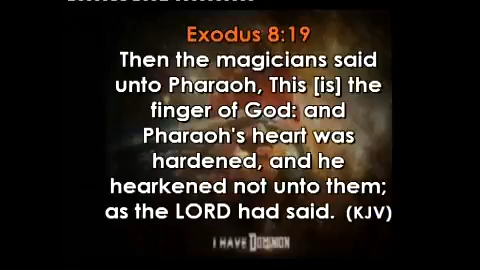 Exodus 8:19
Then the magicians said
unto Pharaoh, This [is] the
finger of God: and
Pharaoh's heart was
hardened, and he
hearkened not unto them;
as the LORD had said. (KJV)
I HAVE DOMINION